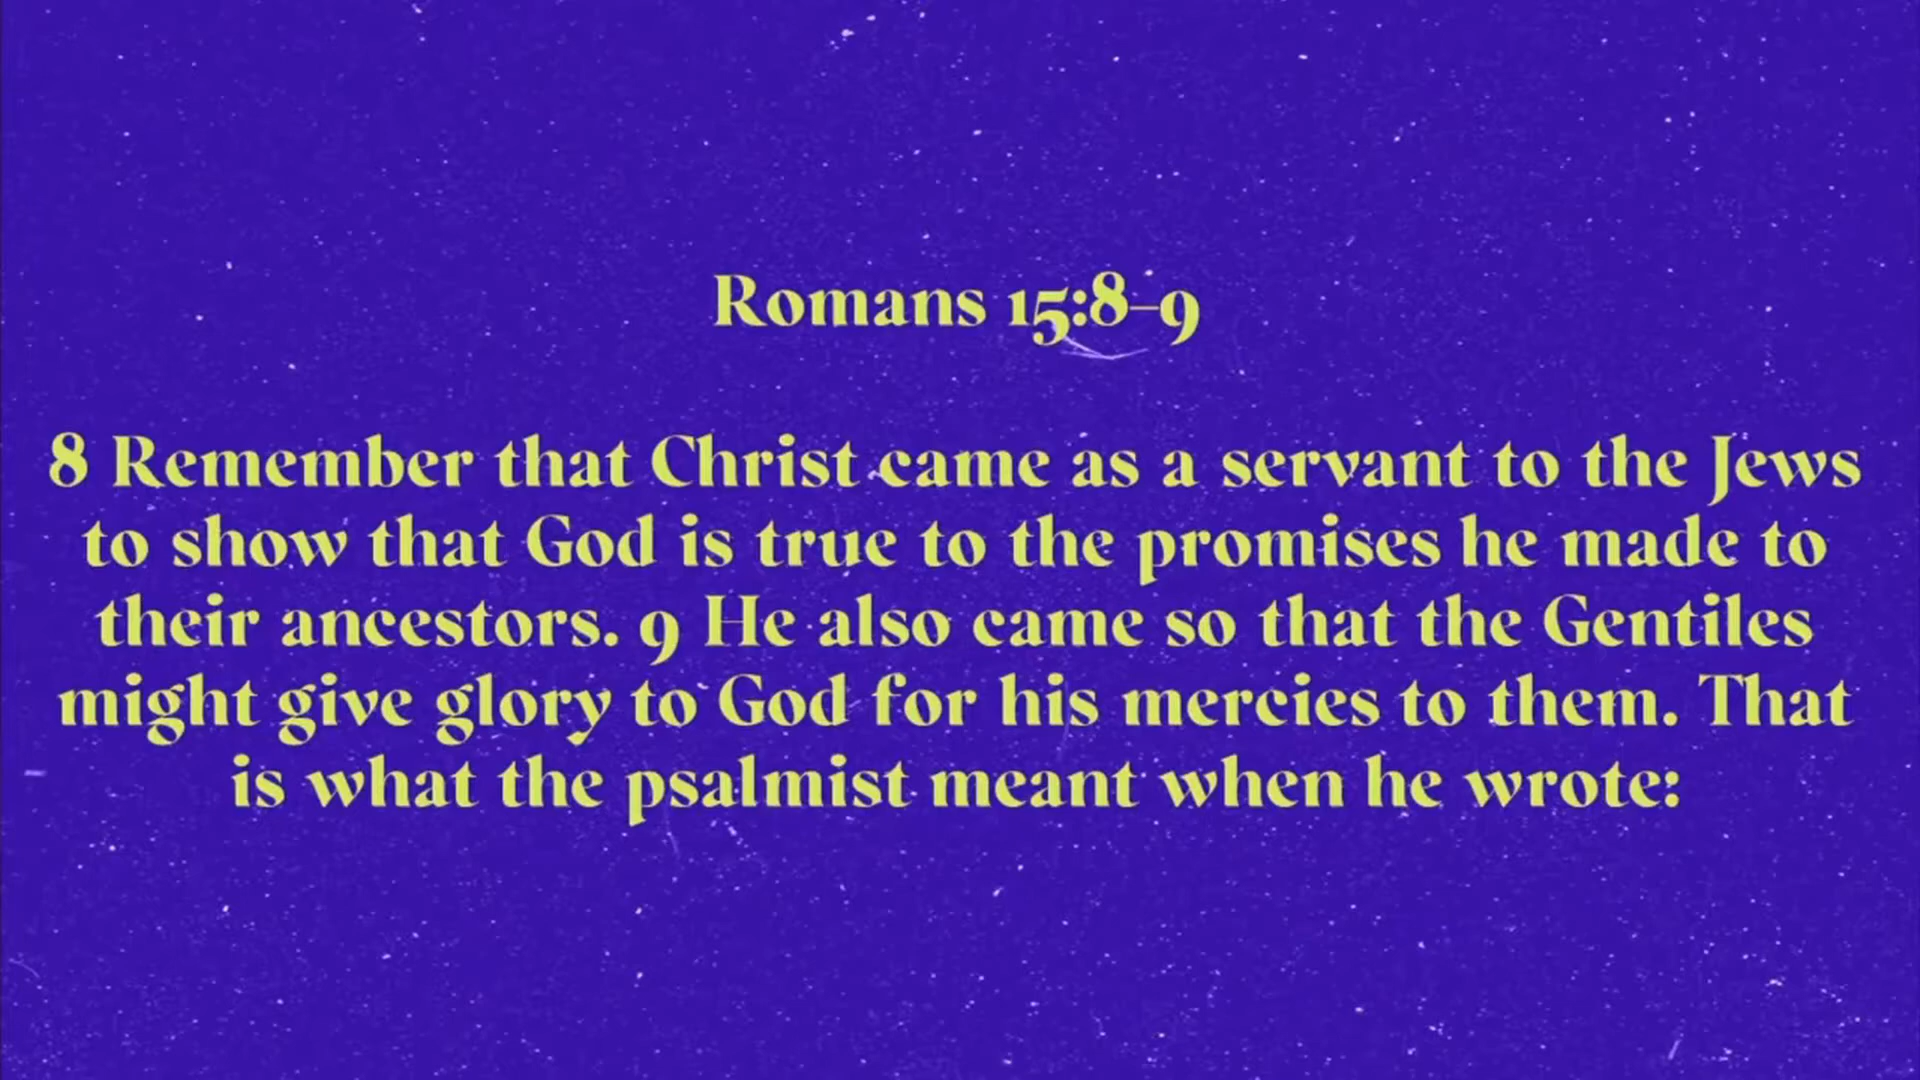 Romans 15:8–9
8 Remember that Christ came as a servant to the Jews
to show that God is true to the promises he made to
their ancestors. 9 He also came so that the Gentiles
might give glory to God for his mercies to them. That
is what the psalmist meant when he wrote: